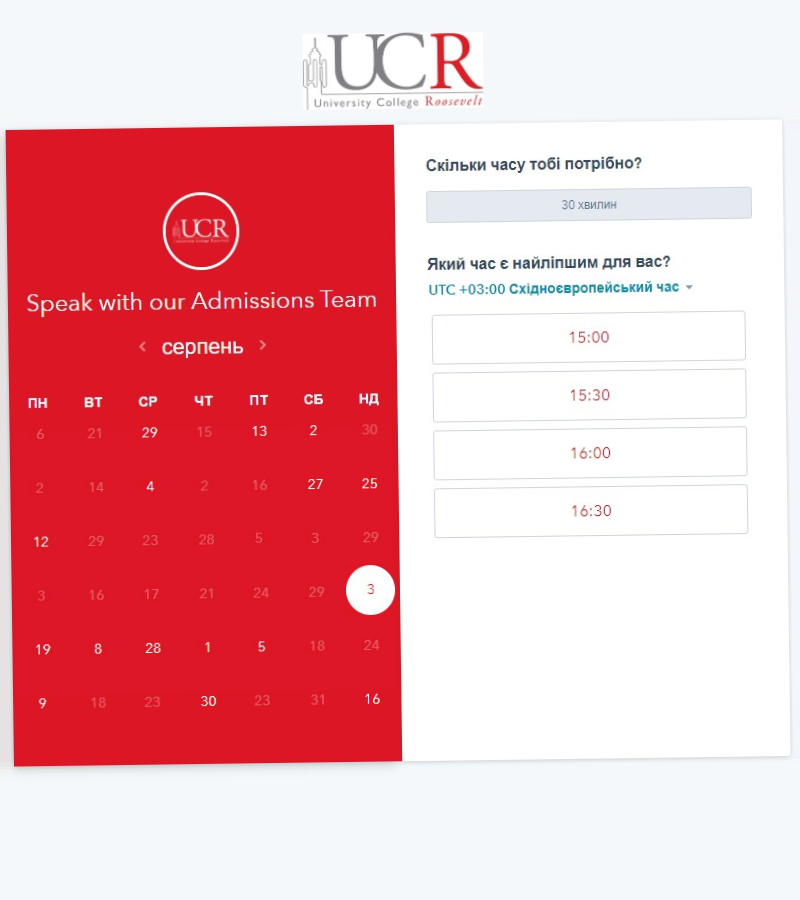 UCR
University College Roosevelt
UCR
Speak with our Admissions Team
< серпень >
ПН ВТ СР ЧТ ПТ СБ НД
6 21 29 15 13 2 30
2 14 4 2 16 27 25
12 29 23 28 5 3 29
3 16 17 21 24 29 3
19 8 28 1 5 18 24
9 18 23 30 23 31 16
Скільки часу тобі потрібно?
30 хвилин
Який час є найліпшим для вас?
UTC +03:00 Східноєвропейський час
15:00
15:30
16:00
16:30